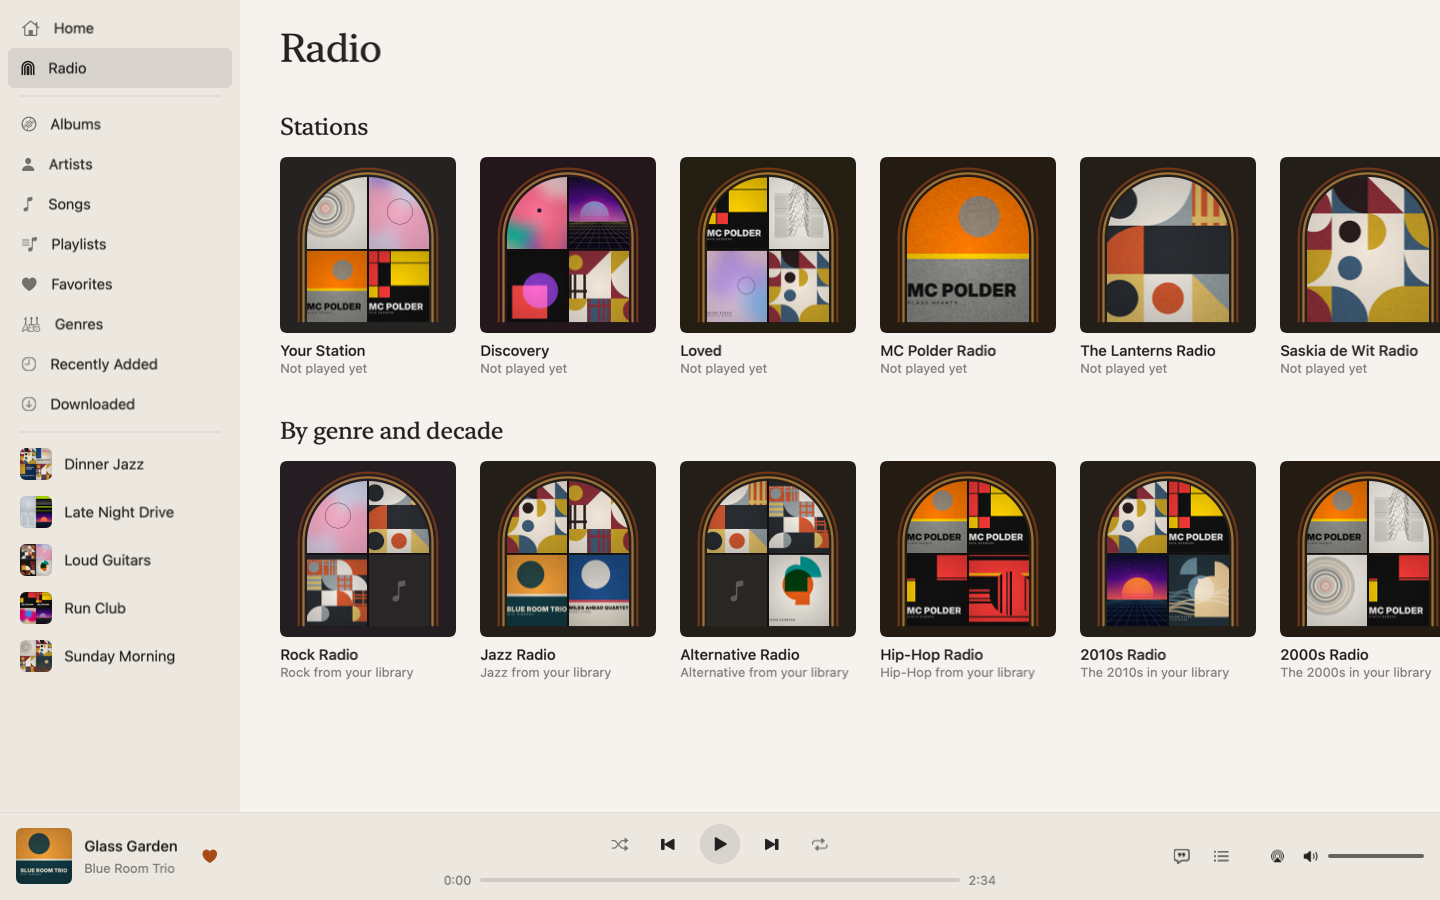 Home
Radio
Albums
Artists
Songs
Playlists
Favorites
Genres
Recently Added
Downloaded
Dinner Jazz
Late Night Drive
Loud Guitars
Run Club
Sunday Morning
Radio
Stations
MC POLDER
MC POLDER
MC POLDER
MC POLDER
GLASS HEARTS
Your Station
Not played yet
Discovery
Not played yet
Loved
Not played yet
MC Polder Radio
Not played yet
The Lanterns Radio
Not played yet
Saskia de Wit Radio
Not played yet
By genre and decade
BLUE ROOM TRIO
MILES AHEAD QUARTET
MC POLDER
MC POLDER
MC POLDER
MC POLDER
MC POLDER
MC POLDER
Rock Radio
Rock from your library
Jazz Radio
Jazz from your library
Alternative Radio
Alternative from your library
Hip-Hop Radio
Hip-Hop from your library
2010s Radio
The 2010s in your library
2000s Radio
The 2000s in your library
BLUE ROOM TRIO
Glass Garden
Blue Room Trio
0:00
2:34